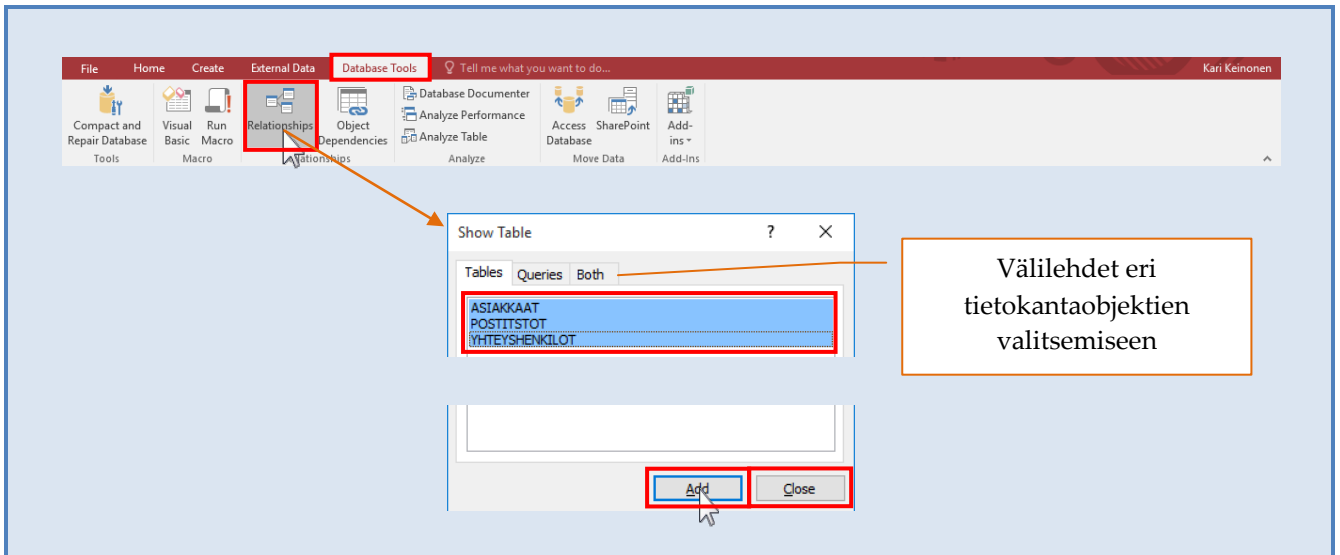 File Home Create External Data Database Tools Tell me what you want to do... Kari Keinonen
Compact and Repair Database
Visual Basic
Run Macro
Relationships
Object Dependencies
Database Documenter
Analyze Performance
Analyze Table
Access Database
SharePoint
Add-ins
Tools Macro Relationships Analyze Move Data Add-Ins
Show Table ? ×
Tables Queries Both
ASIAKKAAT
POSTITSTOT
YHTEYSHENKILOT
Välilehdet eri
tietokantaobjektien
valitsemiseen
Add Close